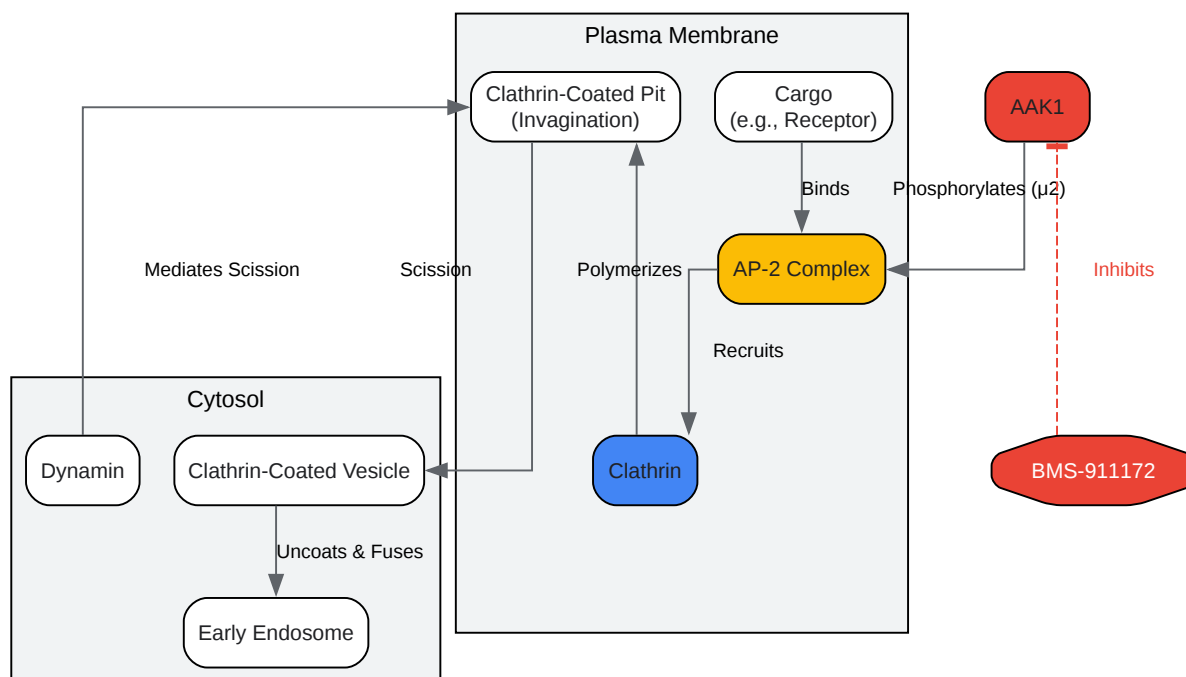 Plasma Membrane
Clathrin-Coated Pit
(Invagination)
Cargo
(e.g., Receptor)
AAK1
Binds
Phosphorylates (μ2)
Mediates Scission
Scission
Polymerizes
AP-2 Complex
Inhibits
Recruits
Cytosol
Dynamin
Clathrin-Coated Vesicle
Clathrin
BMS-911172
Uncoats & Fuses
Early Endosome